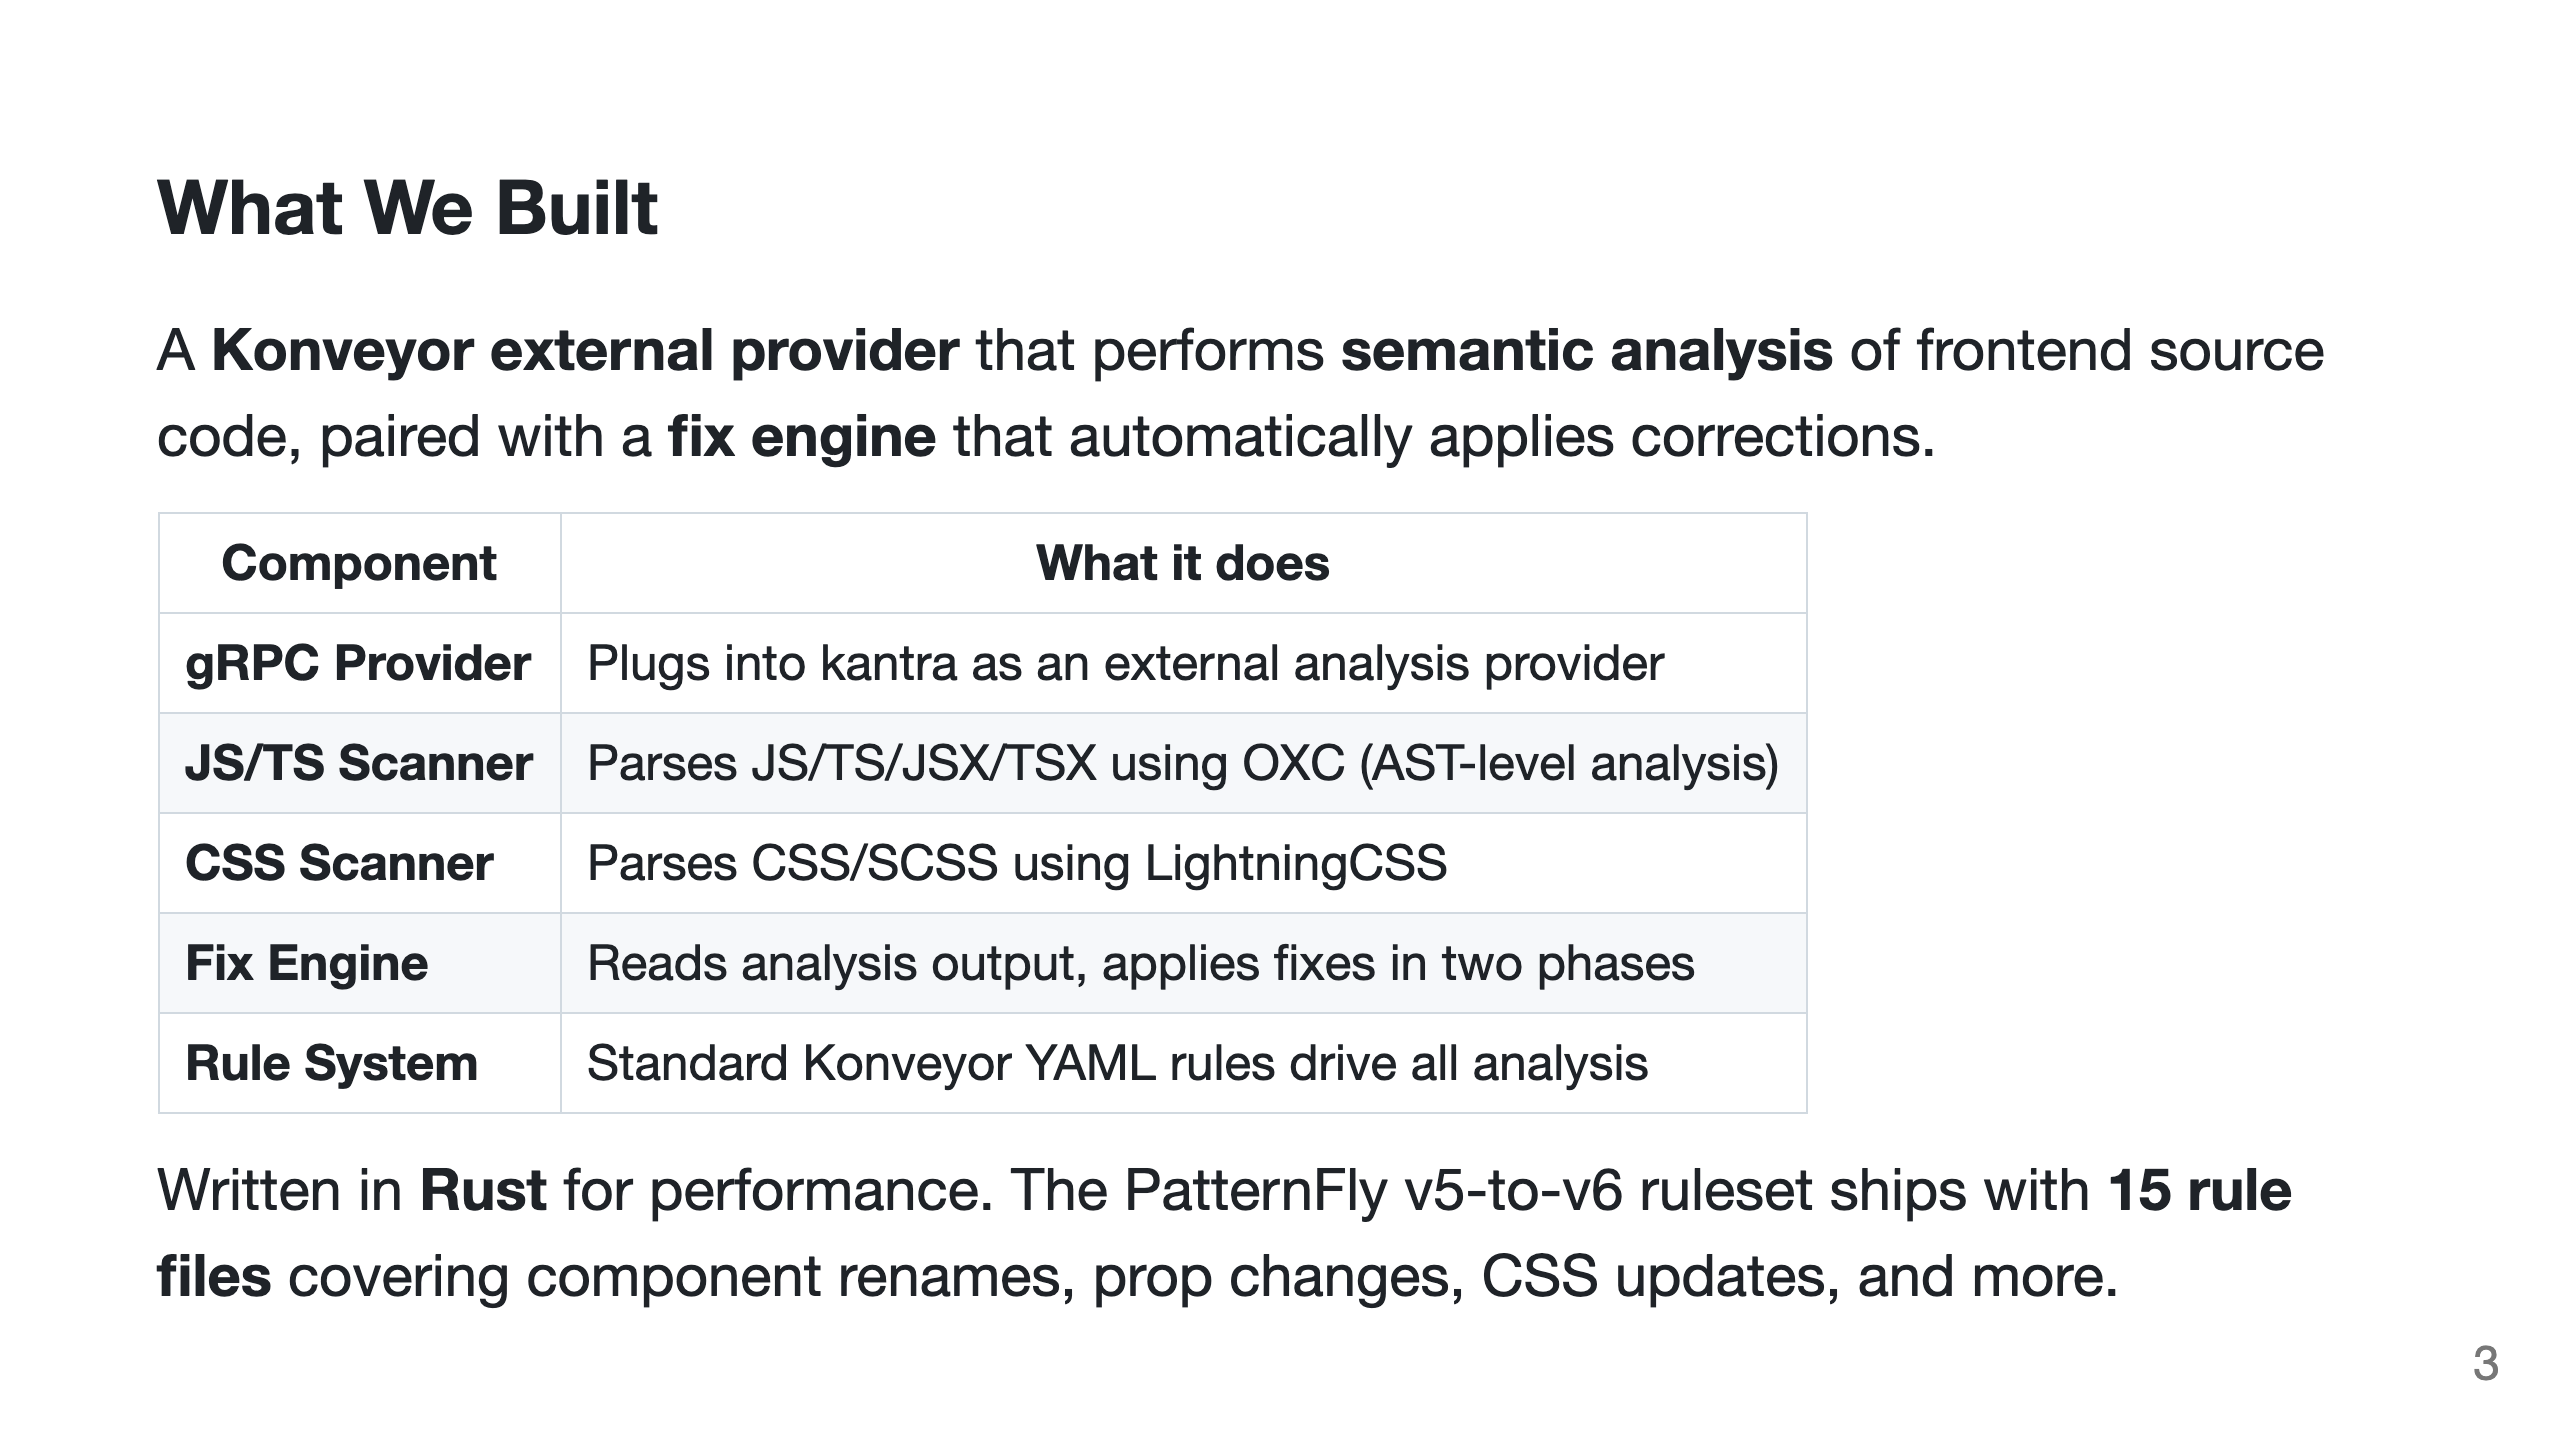 What We Built
A Konveyor external provider that performs semantic analysis of frontend source
code, paired with a fix engine that automatically applies corrections.
Component What it does
gRPC Provider Plugs into kantra as an external analysis provider
JS/TS Scanner Parses JS/TS/JSX/TSX using OXC (AST-level analysis)
CSS Scanner Parses CSS/SCSS using LightningCSS
Fix Engine Reads analysis output, applies fixes in two phases
Rule System Standard Konveyor YAML rules drive all analysis
Written in Rust for performance. The PatternFly v5-to-v6 ruleset ships with 15 rule
files covering component renames, prop changes, CSS updates, and more.
3